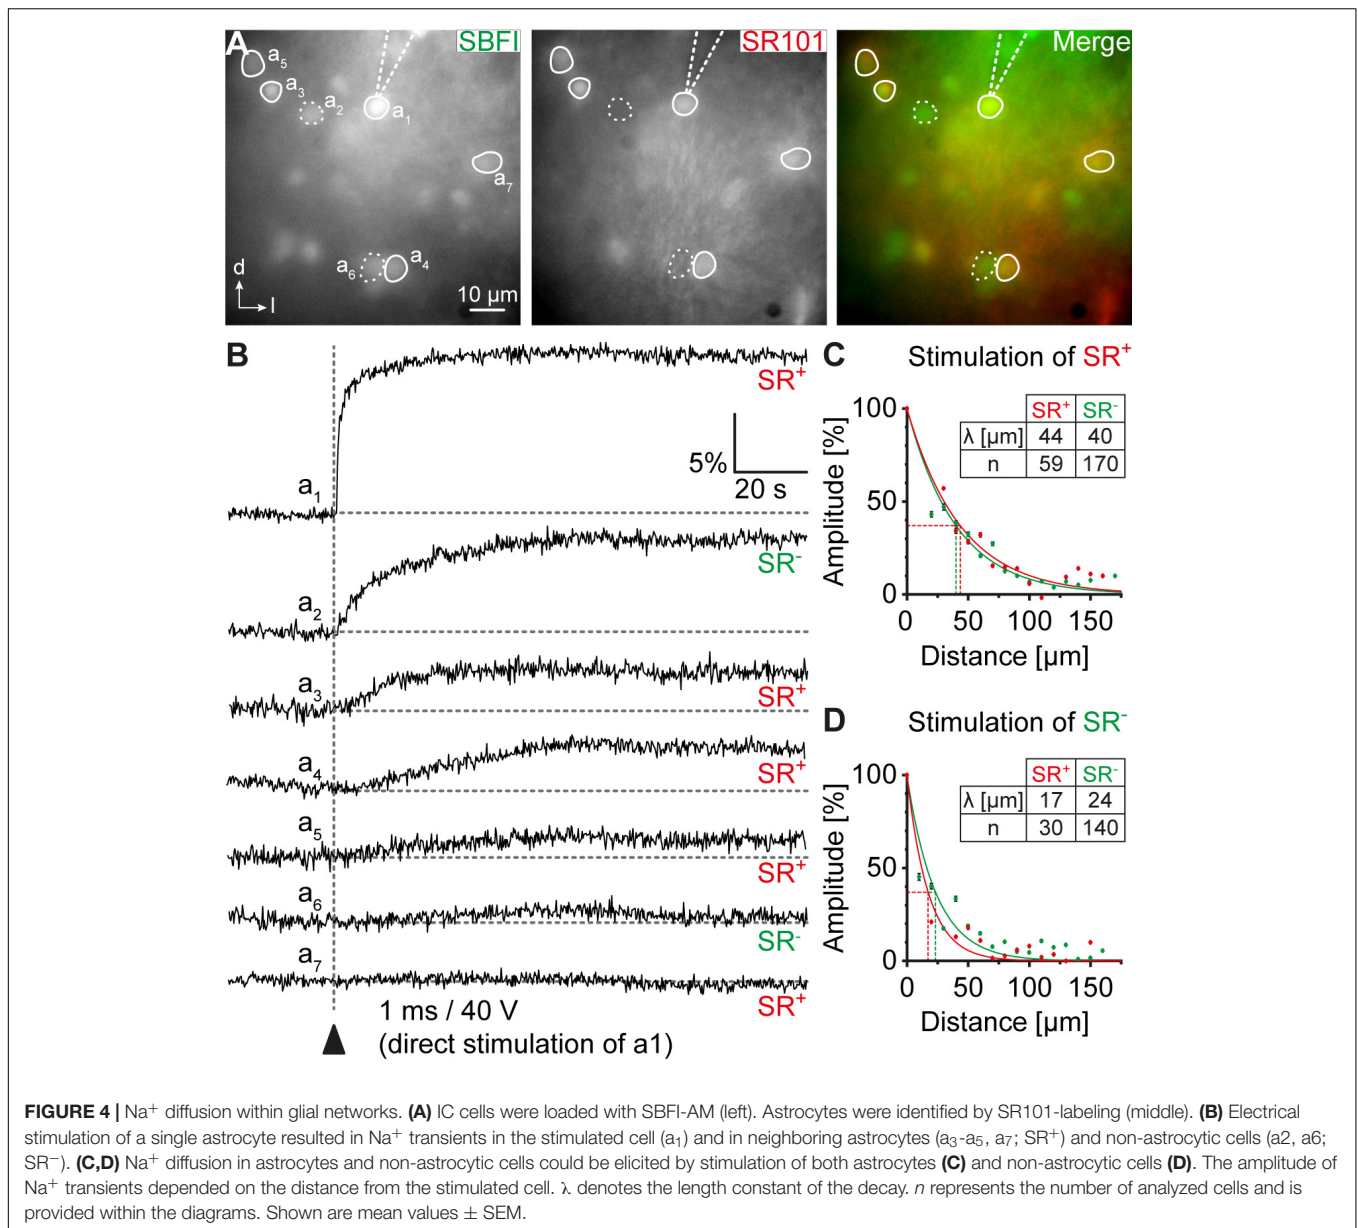 A
SBFI
SR101
Merge
a5
a3
a2
a1
a7
a6
a4
d
l
10 µm
B
SR+
5%
20 s
a1
SR-
a2
a3
SR+
a4
SR+
a5
SR+
a6
SR-
a7
SR+
1 ms / 40 V
(direct stimulation of a1)
C
Stimulation of SR+
SR+ SR-
λ [µm] 44 40
n 59 170
Amplitude [%]
100
50
0
0 50 100 150
Distance [µm]
D
Stimulation of SR-
SR+ SR-
λ [µm] 17 24
n 30 140
Amplitude [%]
100
50
0
0 50 100 150
Distance [µm]
FIGURE 4 | Na+ diffusion within glial networks. (A) IC cells were loaded with SBFI-AM (left). Astrocytes were identified by SR101-labeling (middle). (B) Electrical
stimulation of a single astrocyte resulted in Na+ transients in the stimulated cell (a1) and in neighboring astrocytes (a3-a5, a7; SR+) and non-astrocytic cells (a2, a6;
SR−). (C,D) Na+ diffusion in astrocytes and non-astrocytic cells could be elicited by stimulation of both astrocytes (C) and non-astrocytic cells (D). The amplitude of
Na+ transients depended on the distance from the stimulated cell. λ denotes the length constant of the decay. n represents the number of analyzed cells and is
provided within the diagrams. Shown are mean values ± SEM.